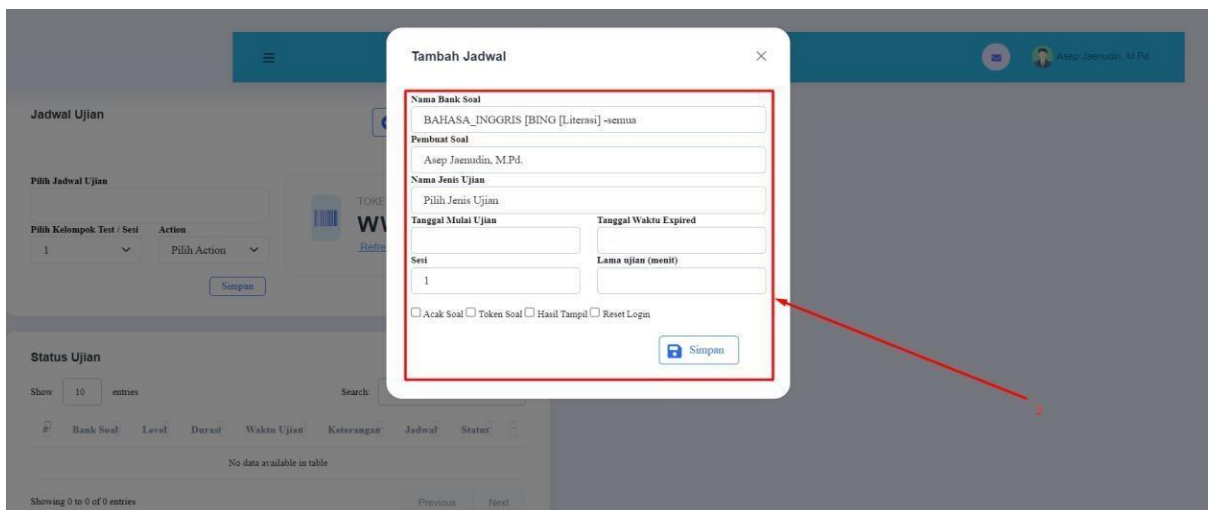 Asep Jaenudin, M.Pd
Jadwal Ujian
Pilih Jadwal Ujian
TOKE
Pilih Kelompok Test / Sesi Action
1 Pilih Action
Refre
Simpan
Status Ujian
Show 10 entries Search:
# Bank Soal Level Durasi Waktu Ujian Keterangan Jadwal Status
No data available in table
Showing 0 to 0 of 0 entries Previous Next
Tambah Jadwal
Nama Bank Soal
BAHASA_INGGRIS [BING [Literasi] -semua
Pembuat Soal
Asep Jaenudin, M.Pd.
Nama Jenis Ujian
Pilih Jenis Ujian
Tanggal Mulai Ujian Tanggal Waktu Expired
Sesi Lama ujian (menit)
1
Acak Soal Token Soal Hasil Tampil Reset Login
Simpan
2